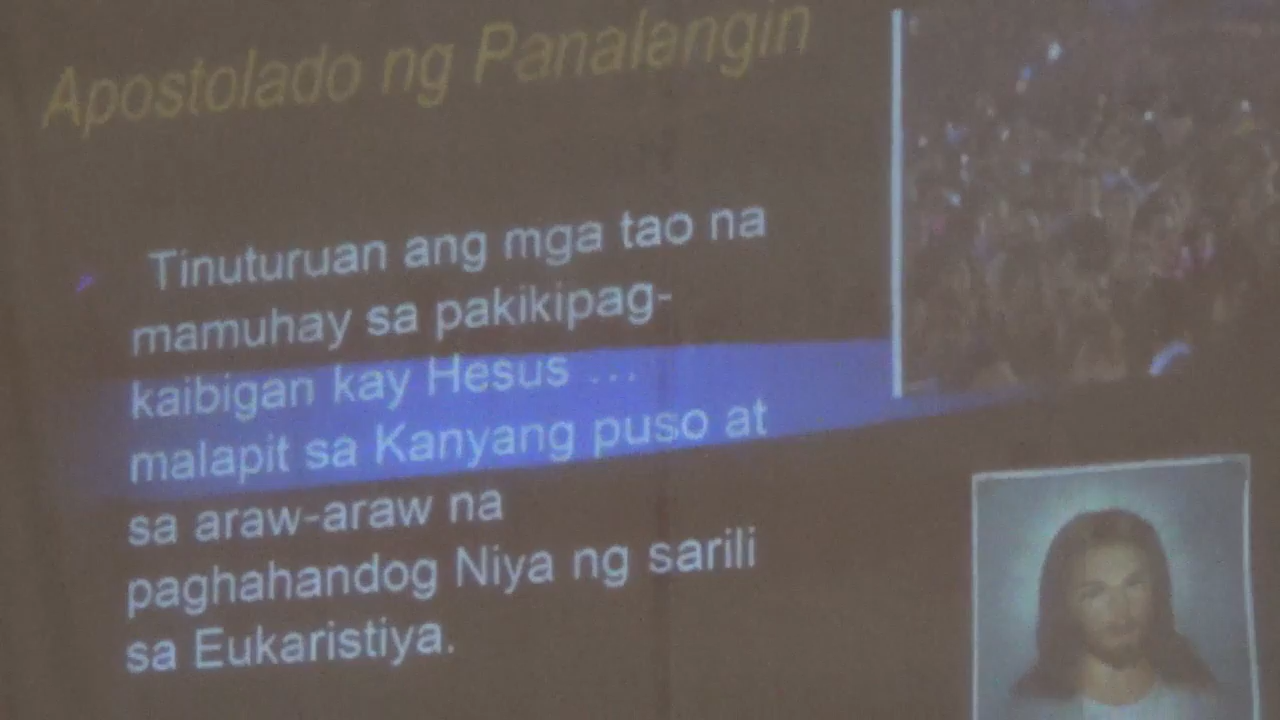 Apostolado ng Panalangin
Tinuturuan ang mga tao na
mamuhay sa pakikipag-
kaibigan kay Hesus ...
malapit sa Kanyang puso at
sa araw-araw na
paghahandog Niya ng sarili
sa Eukaristiya.